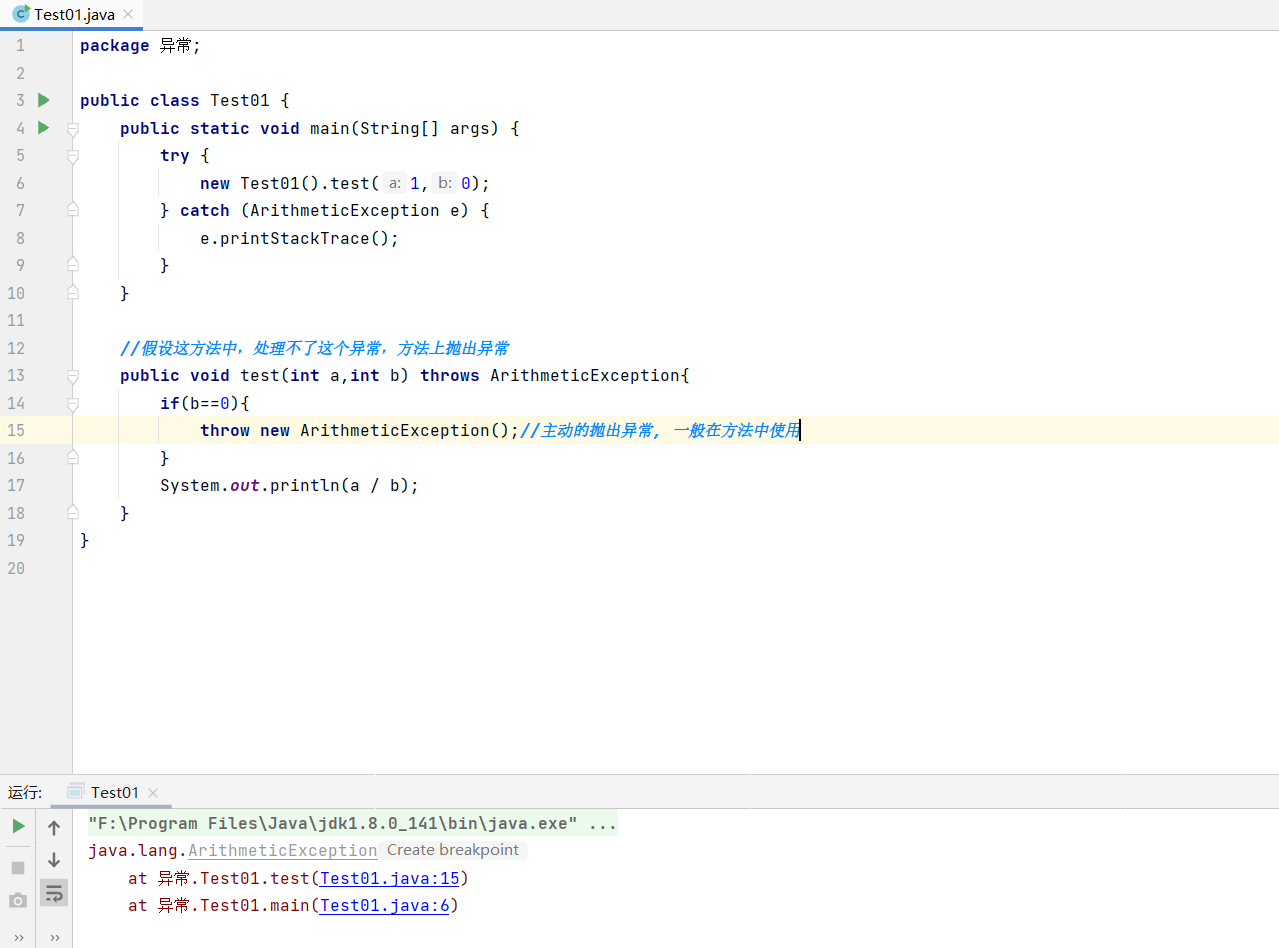 Test01.java
1 package 异常;
2
3 public class Test01 {
4 public static void main(String[] args) {
5 try {
6 new Test01().test( a: 1, b: 0);
7 } catch (ArithmeticException e) {
8 e.printStackTrace();
9 }
10 }
11
12 //假设这方法中，处理不了这个异常，方法上抛出异常
13 public void test(int a,int b) throws ArithmeticException{
14 if(b==0){
15 throw new ArithmeticException();//主动的抛出异常, 一般在方法中使用
16 }
17 System.out.println(a / b);
18 }
19 }
20
运行: Test01
"F:\Program Files\Java\jdk1.8.0_141\bin\java.exe" ...
java.lang.ArithmeticException Create breakpoint
at 异常.Test01.test(Test01.java:15)
at 异常.Test01.main(Test01.java:6)